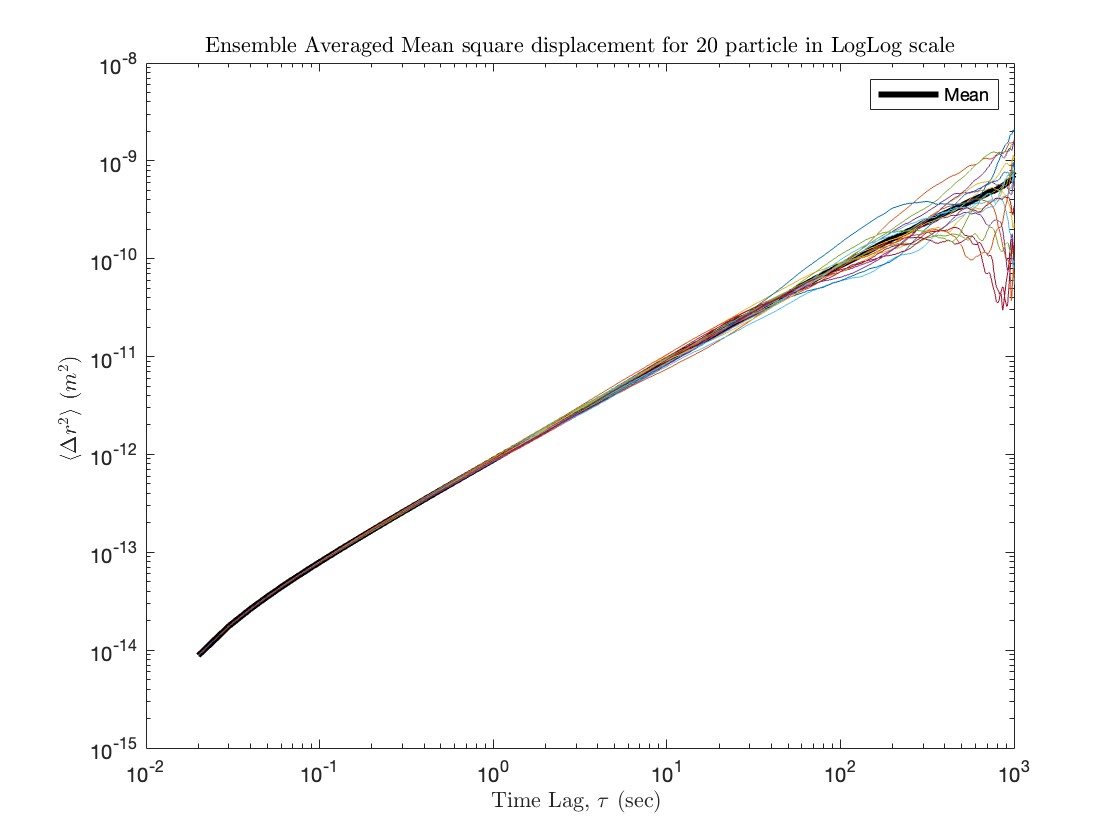 Ensemble Averaged Mean square displacement for 20 particle in LogLog scale
10^-8
Mean
10^-9
10^-10
10^-11
⟨Δr²⟩ (m²)
10^-12
10^-13
10^-14
10^-15
10^-2 10^-1 10^0 10^1 10^2 10^3
Time Lag, τ (sec)